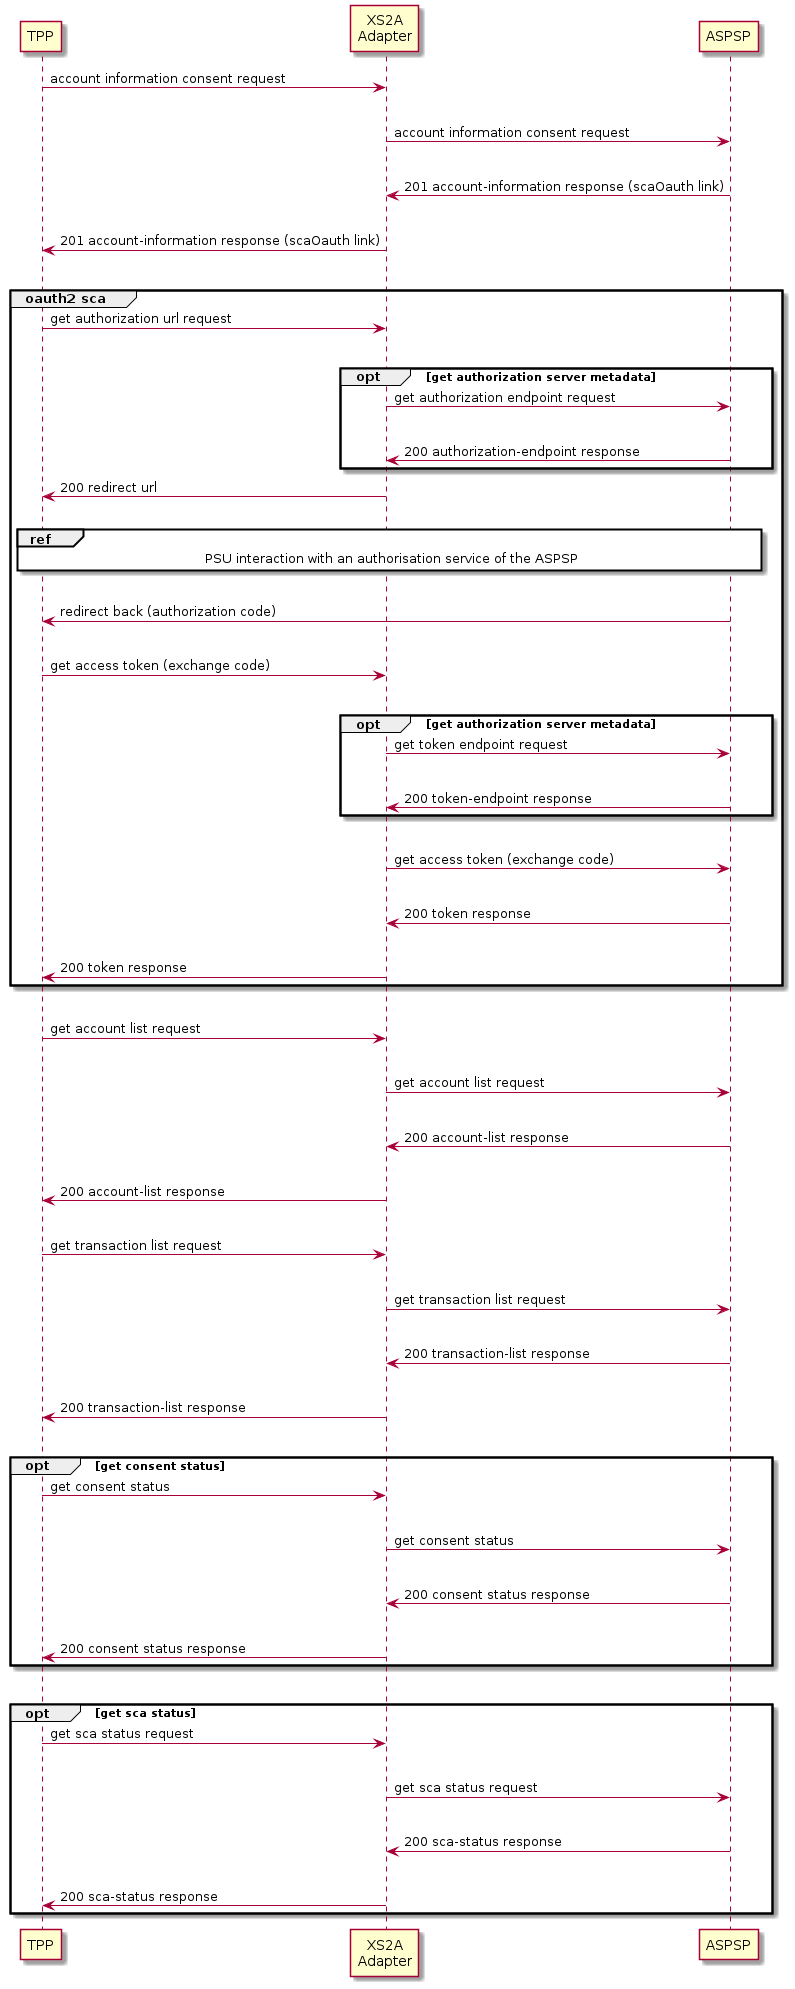 TPP
XS2A
Adapter
ASPSP
account information consent request
account information consent request
201 account-information response (scaOauth link)
201 account-information response (scaOauth link)
oauth2 sca
get authorization url request
opt [get authorization server metadata]
get authorization endpoint request
200 authorization-endpoint response
200 redirect url
ref
PSU interaction with an authorisation service of the ASPSP
redirect back (authorization code)
get access token (exchange code)
opt [get authorization server metadata]
get token endpoint request
200 token-endpoint response
get access token (exchange code)
200 token response
200 token response
get account list request
get account list request
200 account-list response
200 account-list response
get transaction list request
get transaction list request
200 transaction-list response
200 transaction-list response
opt [get consent status]
get consent status
get consent status
200 consent status response
200 consent status response
opt [get sca status]
get sca status request
get sca status request
200 sca-status response
200 sca-status response
TPP
XS2A
Adapter
ASPSP